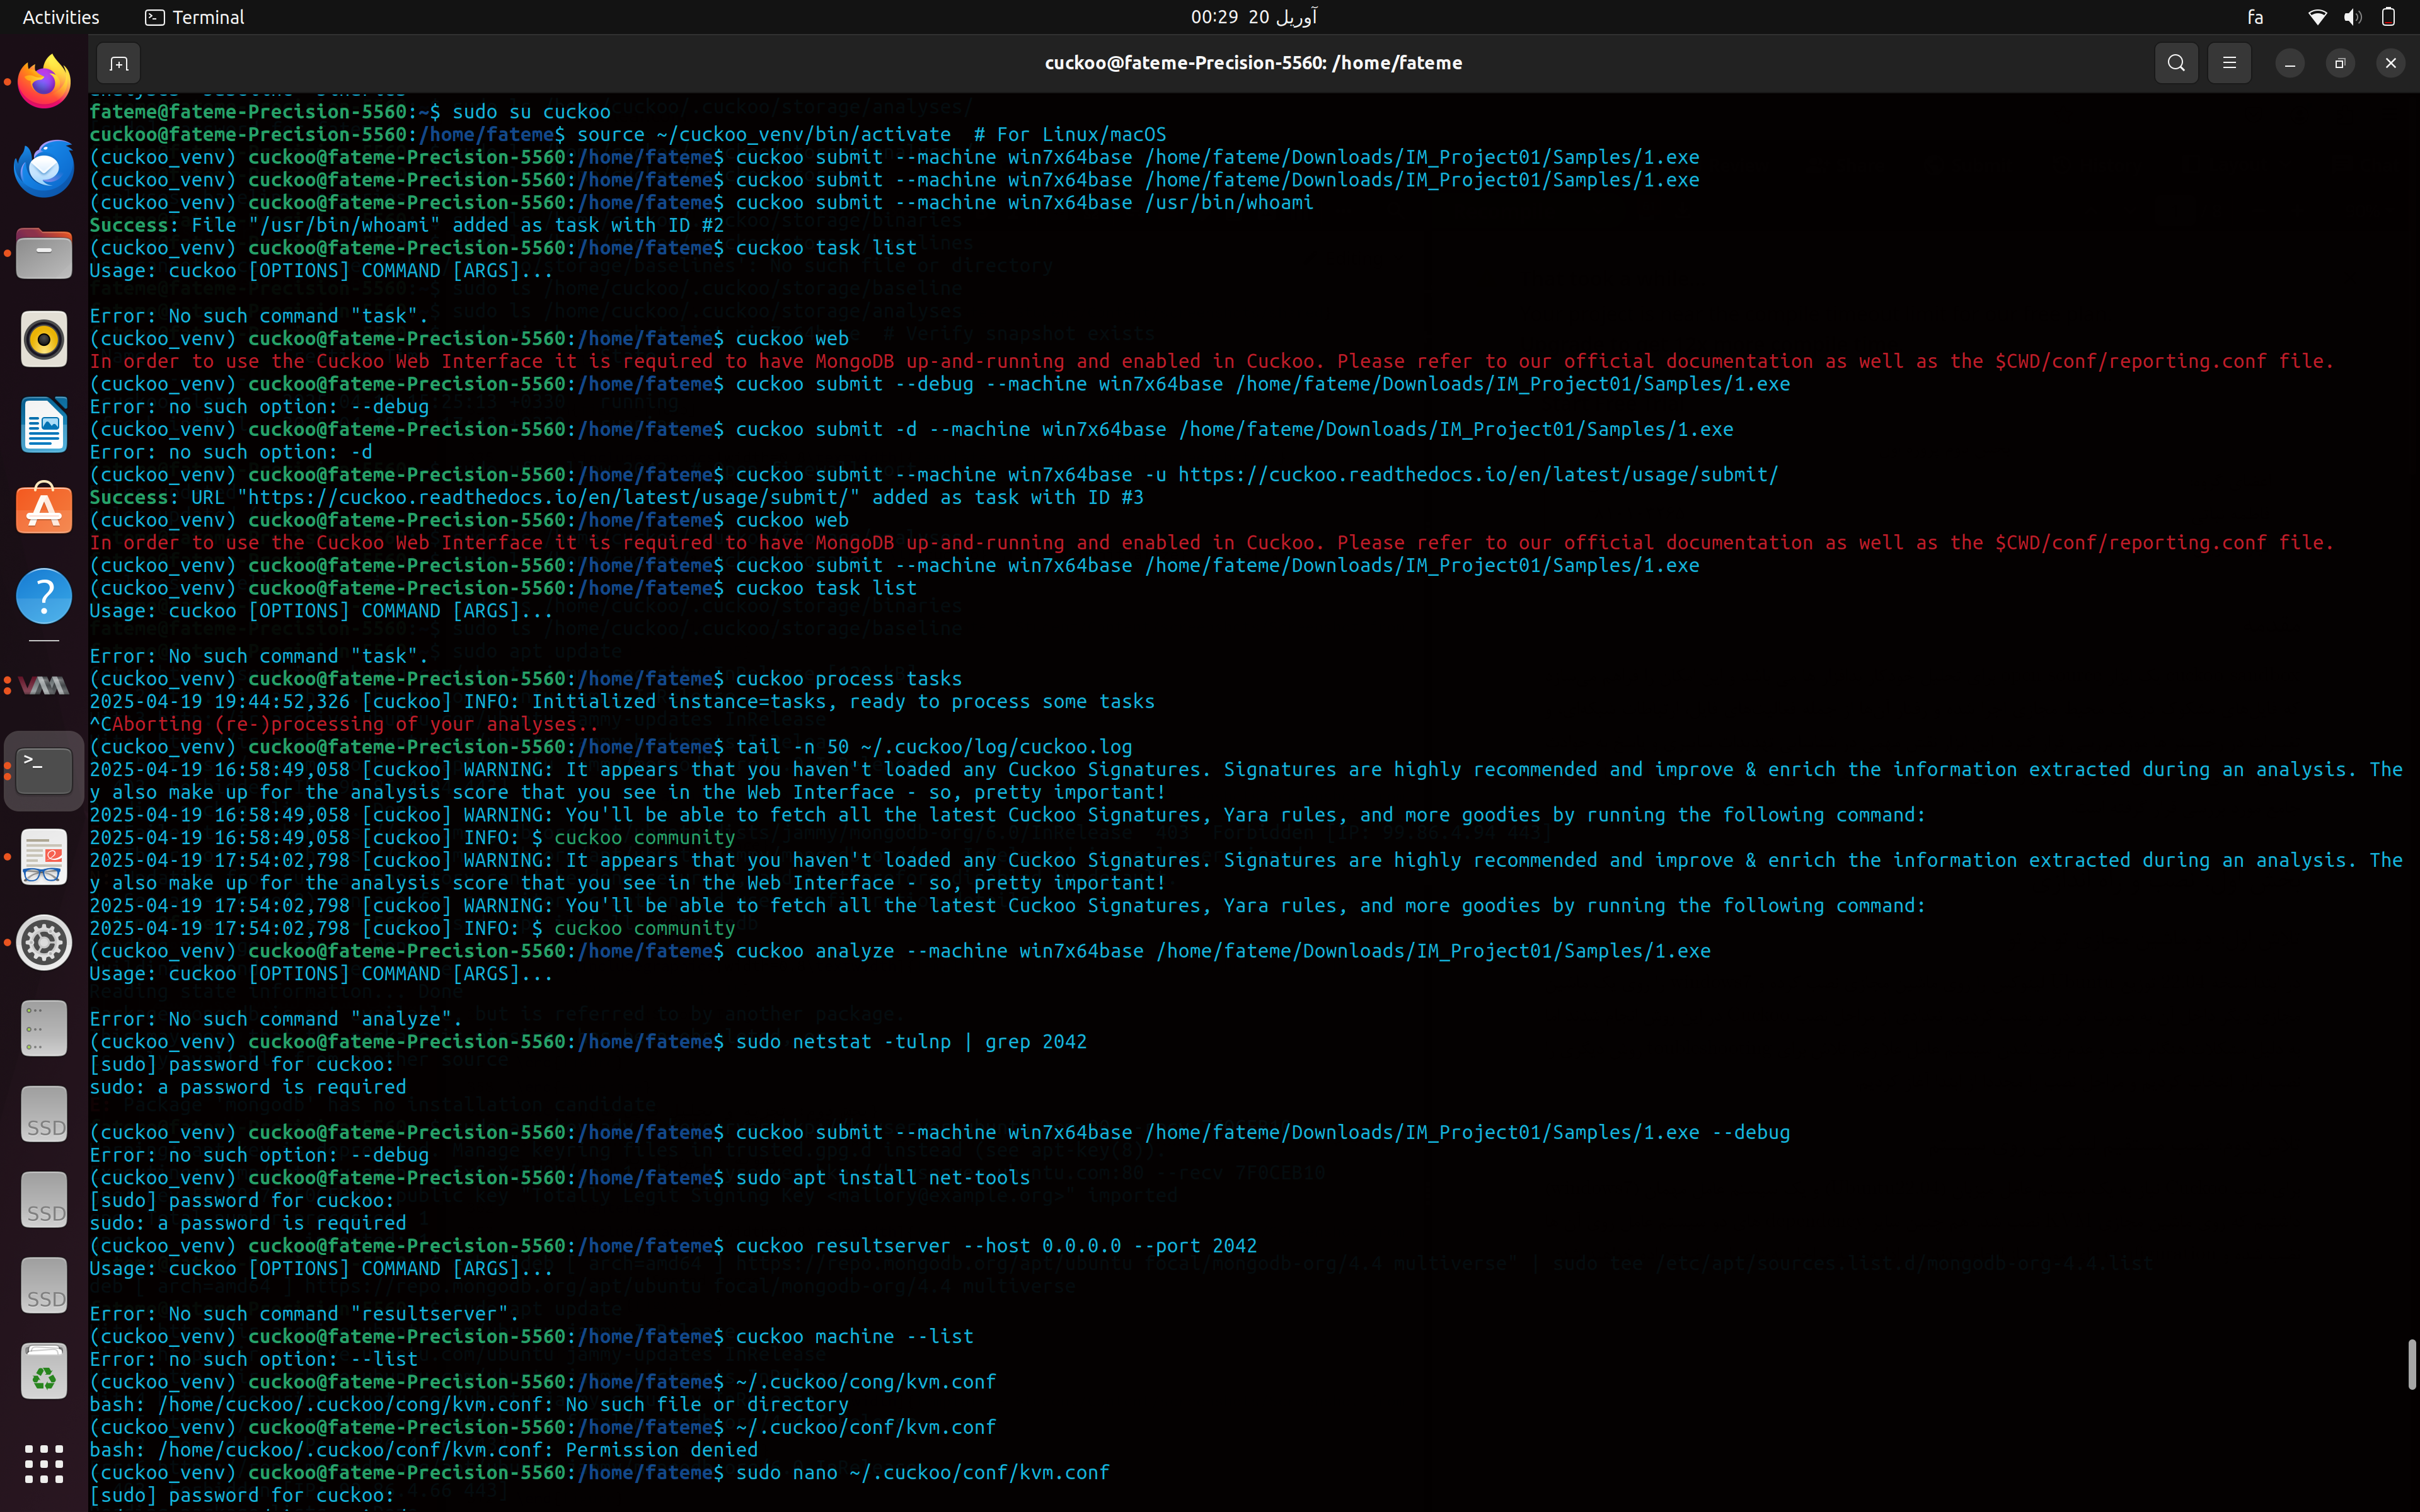 Activities
Terminal
00:29 20 آوریل
fa
cuckoo@fateme-Precision-5560: /home/fateme
fateme@fateme-Precision-5560:~$ sudo su cuckoo
cuckoo@fateme-Precision-5560:/home/fateme$ source ~/cuckoo_venv/bin/activate  # For Linux/macOS
(cuckoo_venv) cuckoo@fateme-Precision-5560:/home/fateme$ cuckoo submit --machine win7x64base /home/fateme/Downloads/IM_Project01/Samples/1.exe
(cuckoo_venv) cuckoo@fateme-Precision-5560:/home/fateme$ cuckoo submit --machine win7x64base /home/fateme/Downloads/IM_Project01/Samples/1.exe
(cuckoo_venv) cuckoo@fateme-Precision-5560:/home/fateme$ cuckoo submit --machine win7x64base /usr/bin/whoami
Success: File "/usr/bin/whoami" added as task with ID #2
(cuckoo_venv) cuckoo@fateme-Precision-5560:/home/fateme$ cuckoo task list
Usage: cuckoo [OPTIONS] COMMAND [ARGS]...
Error: No such command "task".
(cuckoo_venv) cuckoo@fateme-Precision-5560:/home/fateme$ cuckoo web
In order to use the Cuckoo Web Interface it is required to have MongoDB up-and-running and enabled in Cuckoo. Please refer to our official documentation as well as the $CWD/conf/reporting.conf file.
(cuckoo_venv) cuckoo@fateme-Precision-5560:/home/fateme$ cuckoo submit --debug --machine win7x64base /home/fateme/Downloads/IM_Project01/Samples/1.exe
Error: no such option: --debug
(cuckoo_venv) cuckoo@fateme-Precision-5560:/home/fateme$ cuckoo submit -d --machine win7x64base /home/fateme/Downloads/IM_Project01/Samples/1.exe
Error: no such option: -d
(cuckoo_venv) cuckoo@fateme-Precision-5560:/home/fateme$ cuckoo submit --machine win7x64base -u https://cuckoo.readthedocs.io/en/latest/usage/submit/
Success: URL "https://cuckoo.readthedocs.io/en/latest/usage/submit/" added as task with ID #3
(cuckoo_venv) cuckoo@fateme-Precision-5560:/home/fateme$ cuckoo web
In order to use the Cuckoo Web Interface it is required to have MongoDB up-and-running and enabled in Cuckoo. Please refer to our official documentation as well as the $CWD/conf/reporting.conf file.
(cuckoo_venv) cuckoo@fateme-Precision-5560:/home/fateme$ cuckoo submit --machine win7x64base /home/fateme/Downloads/IM_Project01/Samples/1.exe
(cuckoo_venv) cuckoo@fateme-Precision-5560:/home/fateme$ cuckoo task list
Usage: cuckoo [OPTIONS] COMMAND [ARGS]...
Error: No such command "task".
(cuckoo_venv) cuckoo@fateme-Precision-5560:/home/fateme$ cuckoo process tasks
2025-04-19 19:44:52,326 [cuckoo] INFO: Initialized instance=tasks, ready to process some tasks
^CAborting (re-)processing of your analyses..
(cuckoo_venv) cuckoo@fateme-Precision-5560:/home/fateme$ tail -n 50 ~/.cuckoo/log/cuckoo.log
2025-04-19 16:58:49,058 [cuckoo] WARNING: It appears that you haven't loaded any Cuckoo Signatures. Signatures are highly recommended and improve & enrich the information extracted during an analysis. The
y also make up for the analysis score that you see in the Web Interface - so, pretty important!
2025-04-19 16:58:49,058 [cuckoo] WARNING: You'll be able to fetch all the latest Cuckoo Signatures, Yara rules, and more goodies by running the following command:
2025-04-19 16:58:49,058 [cuckoo] INFO: $ cuckoo community
2025-04-19 17:54:02,798 [cuckoo] WARNING: It appears that you haven't loaded any Cuckoo Signatures. Signatures are highly recommended and improve & enrich the information extracted during an analysis. The
y also make up for the analysis score that you see in the Web Interface - so, pretty important!
2025-04-19 17:54:02,798 [cuckoo] WARNING: You'll be able to fetch all the latest Cuckoo Signatures, Yara rules, and more goodies by running the following command:
2025-04-19 17:54:02,798 [cuckoo] INFO: $ cuckoo community
(cuckoo_venv) cuckoo@fateme-Precision-5560:/home/fateme$ cuckoo analyze --machine win7x64base /home/fateme/Downloads/IM_Project01/Samples/1.exe
Usage: cuckoo [OPTIONS] COMMAND [ARGS]...
Error: No such command "analyze".
(cuckoo_venv) cuckoo@fateme-Precision-5560:/home/fateme$ sudo netstat -tulnp | grep 2042
[sudo] password for cuckoo:
sudo: a password is required
(cuckoo_venv) cuckoo@fateme-Precision-5560:/home/fateme$ cuckoo submit --machine win7x64base /home/fateme/Downloads/IM_Project01/Samples/1.exe --debug
Error: no such option: --debug
(cuckoo_venv) cuckoo@fateme-Precision-5560:/home/fateme$ sudo apt install net-tools
[sudo] password for cuckoo:
sudo: a password is required
(cuckoo_venv) cuckoo@fateme-Precision-5560:/home/fateme$ cuckoo resultserver --host 0.0.0.0 --port 2042
Usage: cuckoo [OPTIONS] COMMAND [ARGS]...
Error: No such command "resultserver".
(cuckoo_venv) cuckoo@fateme-Precision-5560:/home/fateme$ cuckoo machine --list
Error: no such option: --list
(cuckoo_venv) cuckoo@fateme-Precision-5560:/home/fateme$ ~/.cuckoo/cong/kvm.conf
bash: /home/cuckoo/.cuckoo/cong/kvm.conf: No such file or directory
(cuckoo_venv) cuckoo@fateme-Precision-5560:/home/fateme$ ~/.cuckoo/conf/kvm.conf
bash: /home/cuckoo/.cuckoo/conf/kvm.conf: Permission denied
(cuckoo_venv) cuckoo@fateme-Precision-5560:/home/fateme$ sudo nano ~/.cuckoo/conf/kvm.conf
[sudo] password for cuckoo:
SSD
SSD
SSD